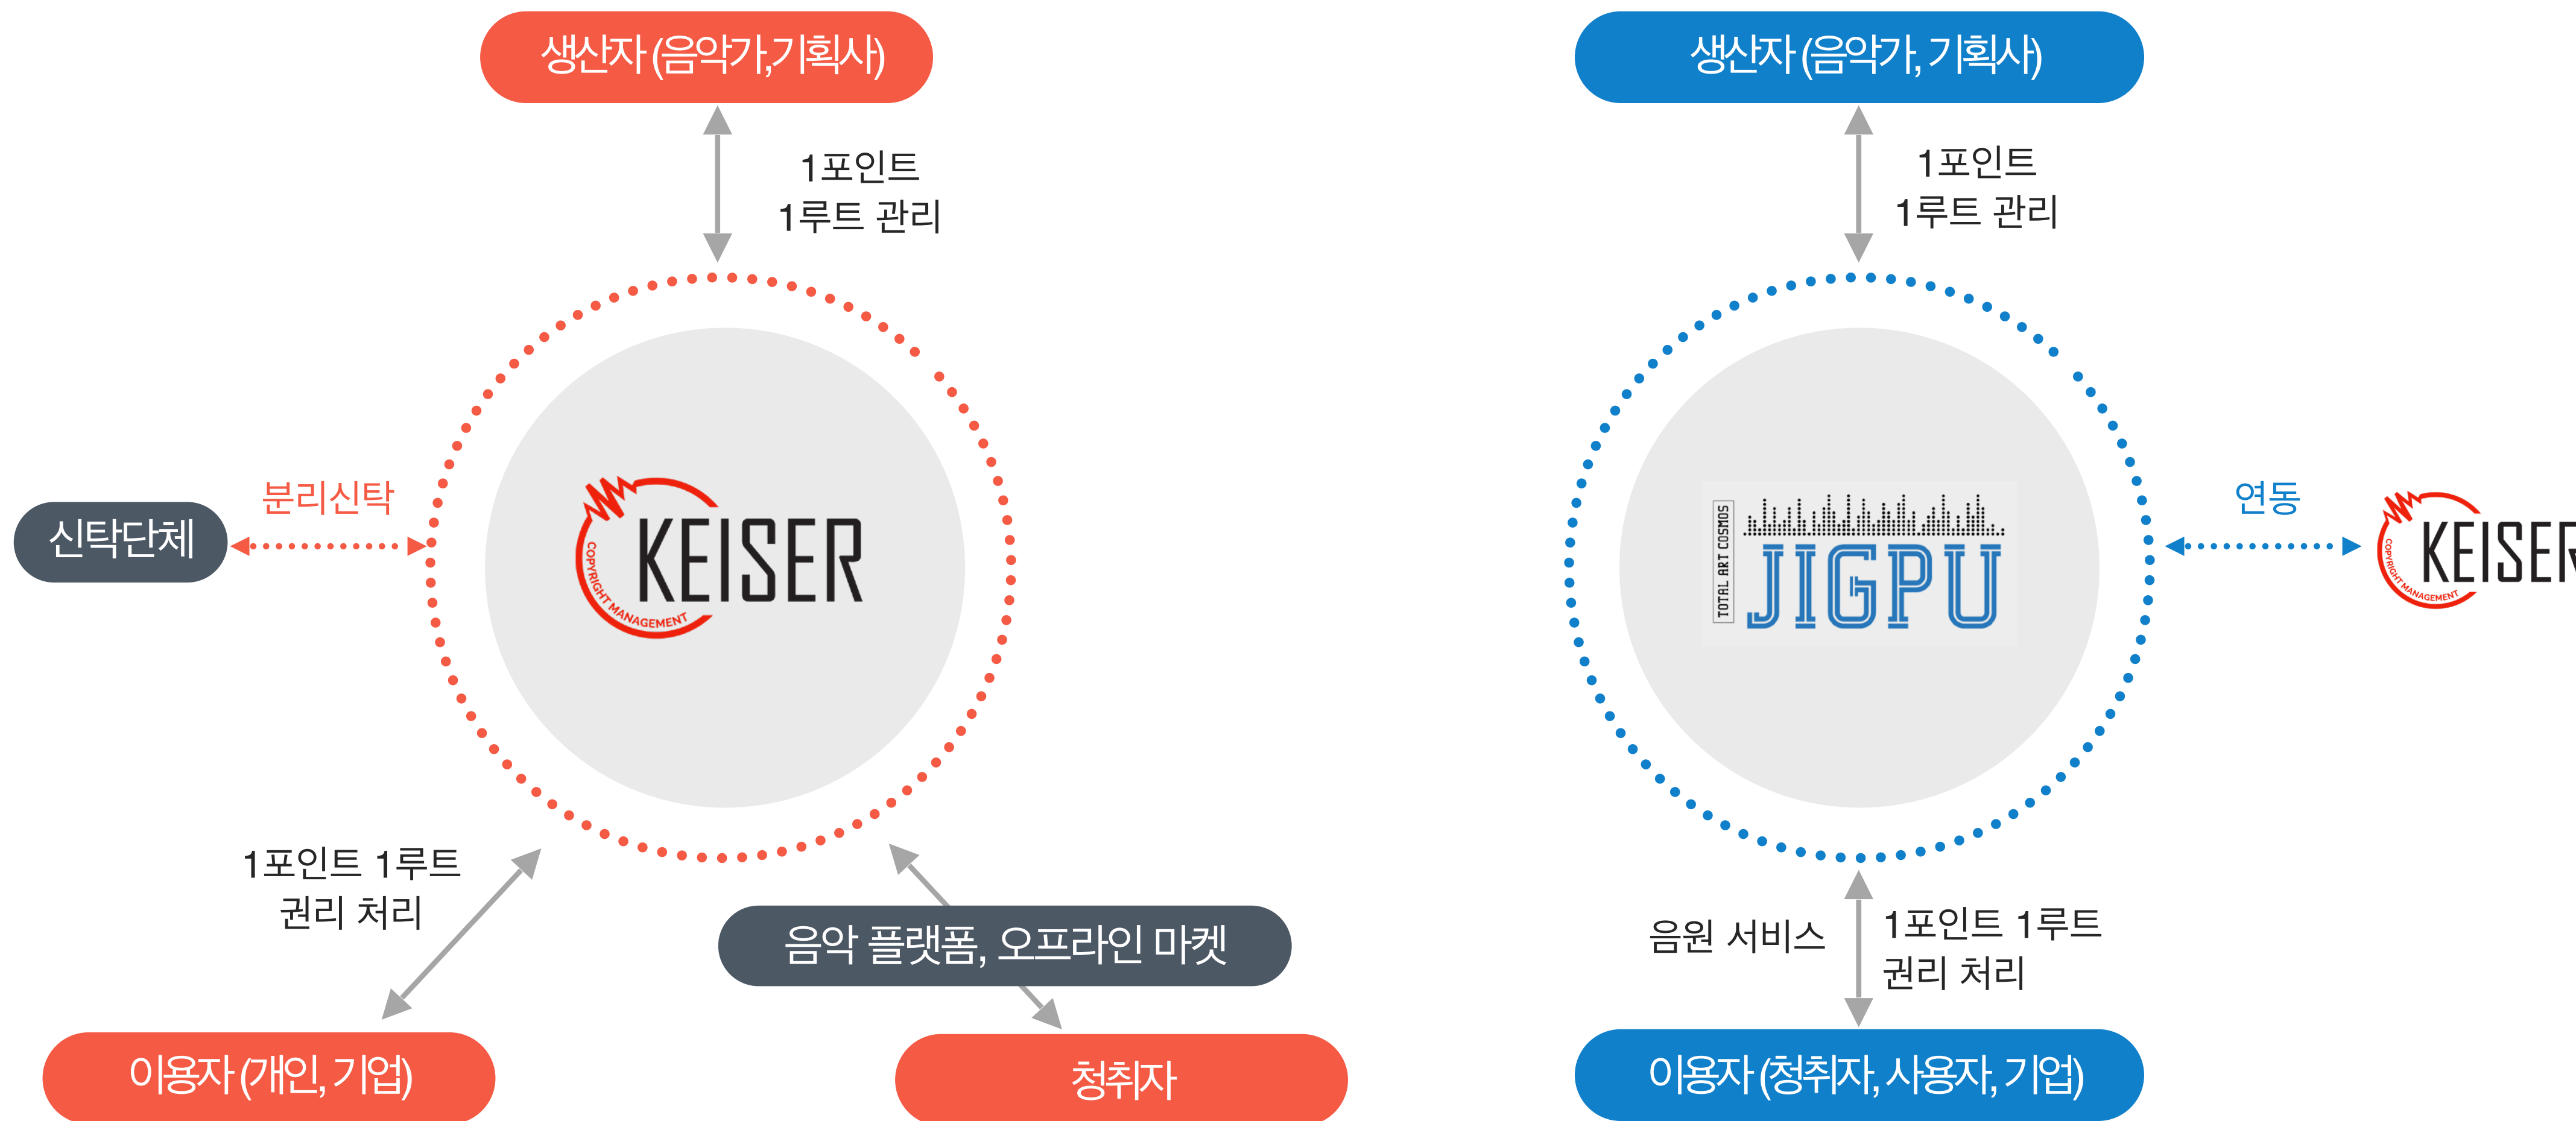 생산자 (음악가,기획사)
1포인트
1루트 관리
신탁단체
분리신탁
KEISER
COPYRIGHT MANAGEMENT
1포인트 1루트
권리 처리
음악 플랫폼, 오프라인 마켓
이용자 (개인, 기업)
청취자
생산자 (음악가, 기획사)
1포인트
1루트 관리
TOTAL ART COSMOS
JIGPU
연동
KEISER
COPYRIGHT MANAGEMENT
음원 서비스
1포인트 1루트
권리 처리
이용자 (청취자, 사용자, 기업)